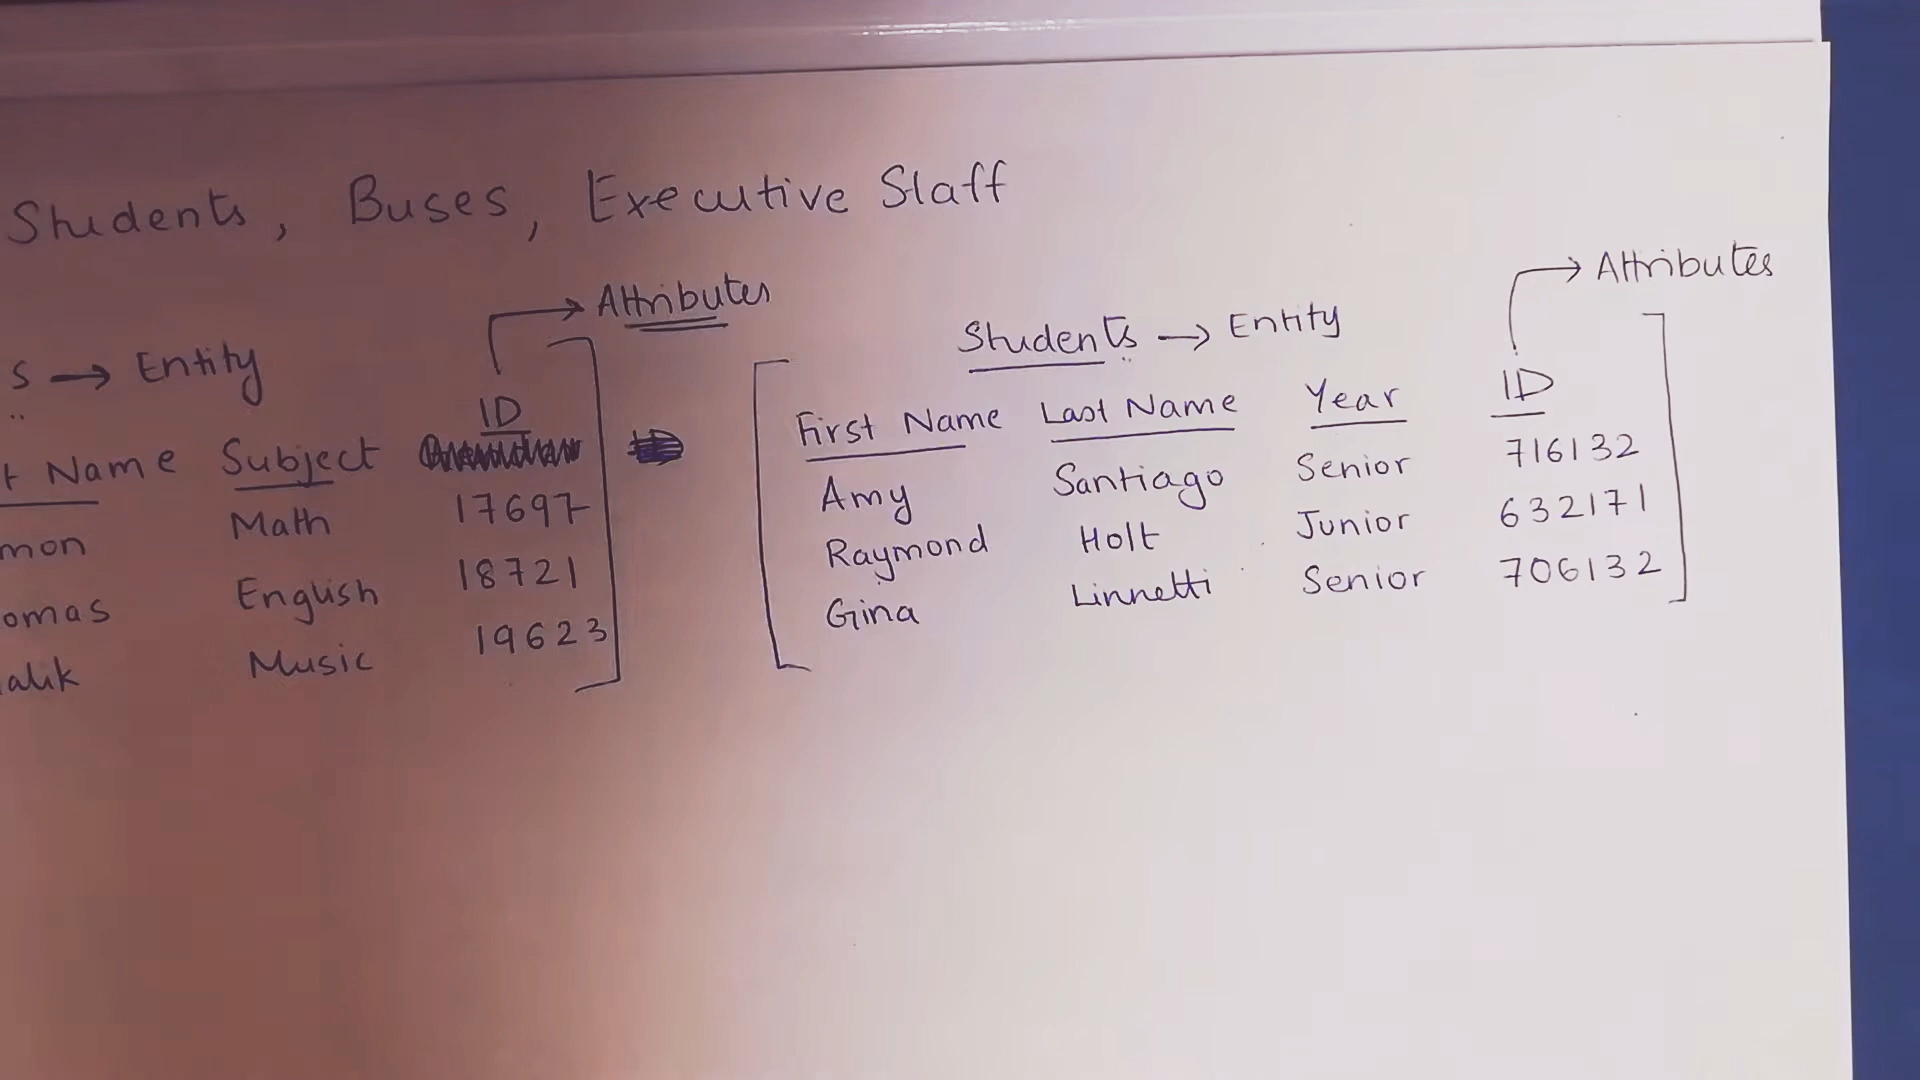 Students, Buses, Executive Staff
s → Entity
Attributes
t Name Subject ID
mon Math 17697
omas English 18721
alik Music 19623
Attributes
Students → Entity
First Name Last Name Year ID
Amy Santiago Senior 716132
Raymond Holt Junior 632171
Gina Linnetti Senior 706132